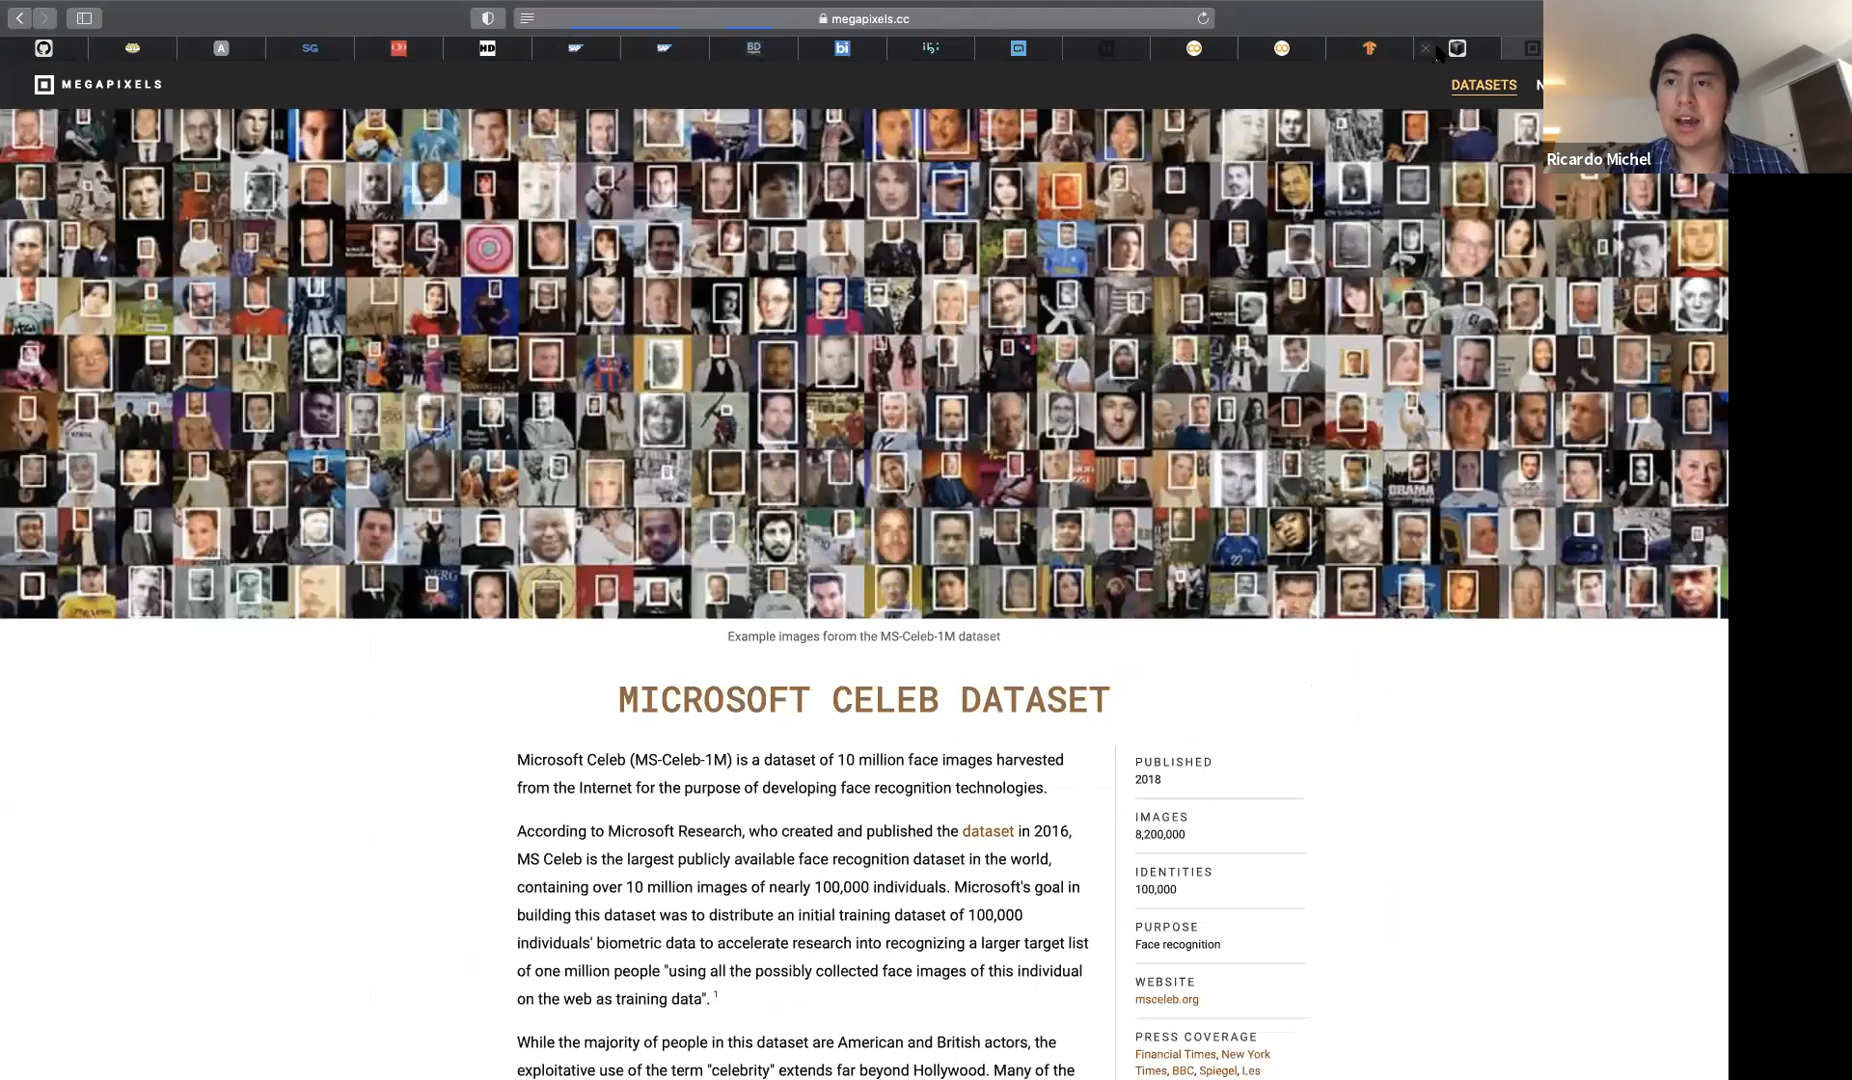 megapixels.cc
A
SG
HD
BD
bi
MEGAPIXELS
DATASETS
N
Ricardo Michel
OBAMA
Example images forom the MS-Celeb-1M dataset
MICROSOFT CELEB DATASET
Microsoft Celeb (MS-Celeb-1M) is a dataset of 10 million face images harvested
from the Internet for the purpose of developing face recognition technologies.
According to Microsoft Research, who created and published the dataset in 2016,
MS Celeb is the largest publicly available face recognition dataset in the world,
containing over 10 million images of nearly 100,000 individuals. Microsoft's goal in
building this dataset was to distribute an initial training dataset of 100,000
individuals' biometric data to accelerate research into recognizing a larger target list
of one million people "using all the possibly collected face images of this individual
on the web as training data". 1
While the majority of people in this dataset are American and British actors, the
exploitative use of the term "celebrity" extends far beyond Hollywood. Many of the
PUBLISHED
2018
IMAGES
8,200,000
IDENTITIES
100,000
PURPOSE
Face recognition
WEBSITE
msceleb.org
PRESS COVERAGE
Financial Times, New York
Times, BBC, Spiegel, Les